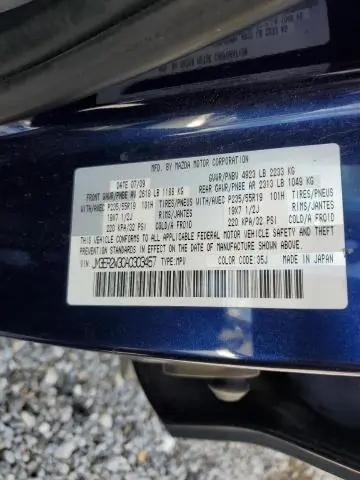 MFD. BY MAZDA MOTOR CORPORATION
DATE 07/09 GVWR/PNBV 4923 LB 2233 KG
FRONT GAWR/PNBE AV 2619 LB 1188 KG REAR GAWR/PNBE AR 2313 LB 1049 KG
WITH/AVEC P235/55R19 101H TIRES/PNEUS WITH/AVEC P235/55R19 101H TIRES/PNEUS
19X7 1/2J RIMS/JANTES 19X7 1/2J RIMS/JANTES
220 KPA/32 PSI COLD/A FROID 220 KPA/32 PSI COLD/A FROID
THIS VEHICLE CONFORMS TO ALL APPLICABLE FEDERAL MOTOR VEHICLE SAFETY, BUMPER, AND THEFT
PREVENTION STANDARDS IN EFFECT ON THE DATE OF MANUFACTURE SHOWN ABOVE.
VIN JM3ER2W30A0303467 TYPE:MPV COLOR CODE: 35J MADE IN JAPAN